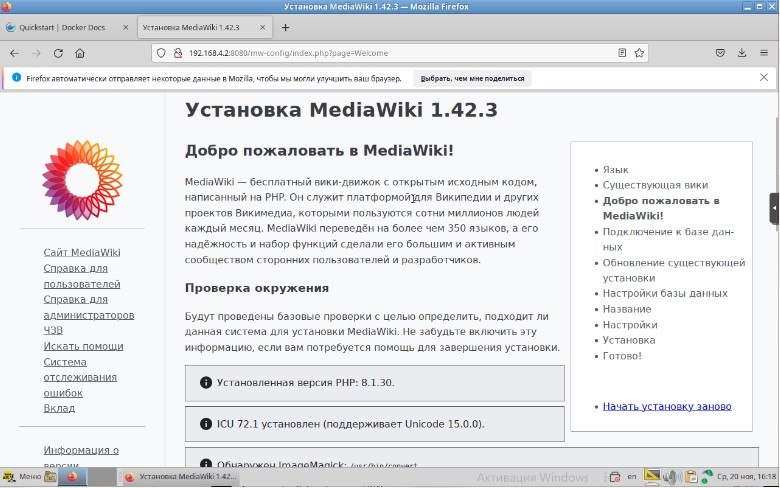 Установка MediaWiki 1.42.3 — Mozilla Firefox
Quickstart | Docker Docs
Установка MediaWiki 1.42.3
192.168.4.2:8080/mw-config/index.php?page=Welcome
Firefox автоматически отправляет некоторые данные в Mozilla, чтобы мы могли улучшить ваш браузер.
Выбрать, чем мне поделиться
Установка MediaWiki 1.42.3
Добро пожаловать в MediaWiki!
MediaWiki — бесплатный вики-движок с открытым исходным кодом,
написанный на PHP. Он служит платформой для Википедии и других
проектов Викимедиа, которыми пользуются сотни миллионов людей
каждый месяц. MediaWiki переведён на более чем 350 языков, а его
надёжность и набор функций сделали его большим и активным
сообществом сторонних пользователей и разработчиков.
Проверка окружения
Будут проведены базовые проверки с целью определить, подходит ли
данная система для установки MediaWiki. Не забудьте включить эту
информацию, если вам потребуется помощь для завершения установки.
Установленная версия PHP: 8.1.30.
ICU 72.1 установлен (поддерживает Unicode 15.0.0).
Обнаружен ImageMagick: /usr/bin/convert
Сайт MediaWiki
Справка для
пользователей
Справка для
администраторов
ЧЗВ
Искать помощи
Система
отслеживания
ошибок
Вклад
Информация о
версии
Язык
Существующая вики
Добро пожаловать в
MediaWiki!
Подключение к базе дан-
ных
Обновление существующей
установки
Настройки базы данных
Название
Настройки
Установка
Готово!
Начать установку заново
Активация Windows
Меню
Установка MediaWiki 1.42...
en
Ср, 20 ноя, 16:18